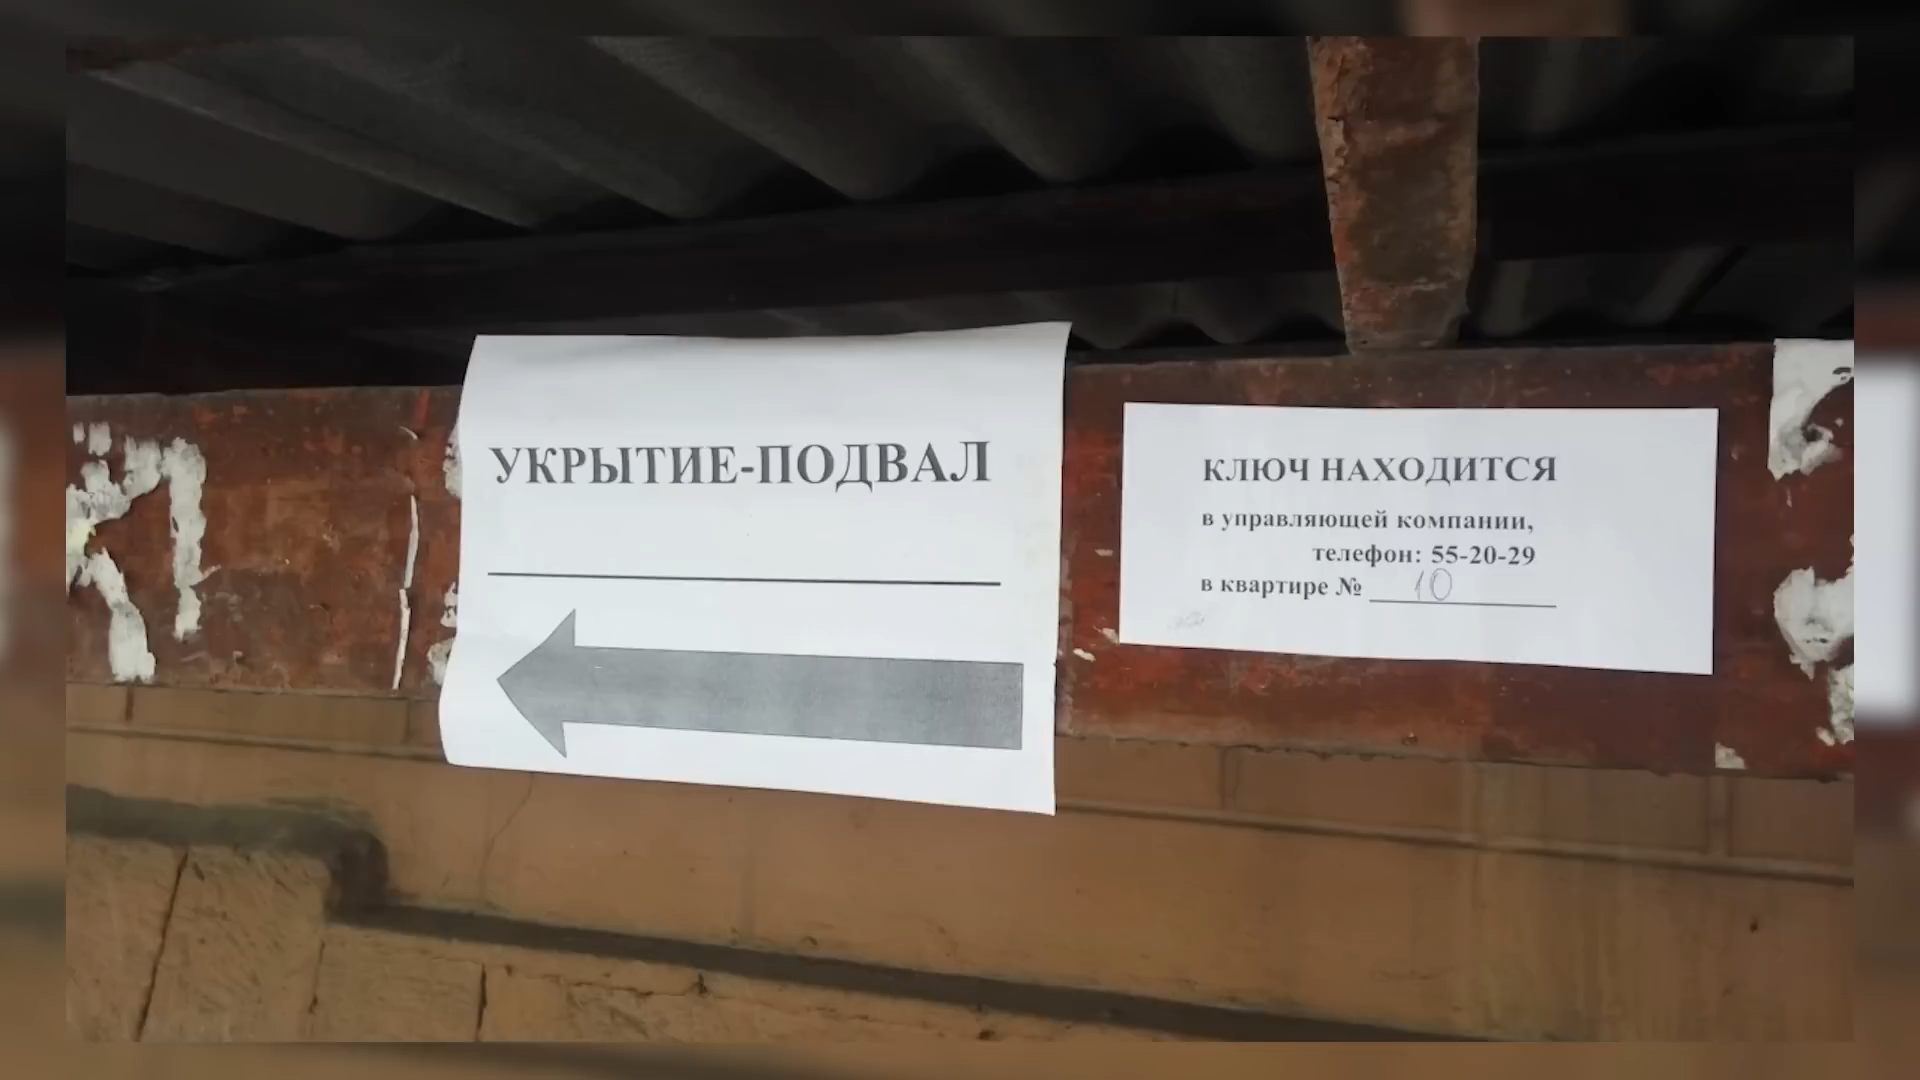 УКРЫТИЕ-ПОДВАЛ
КЛЮЧ НАХОДИТСЯ
в управляющей компании,
телефон: 55-20-29
в квартире № 10